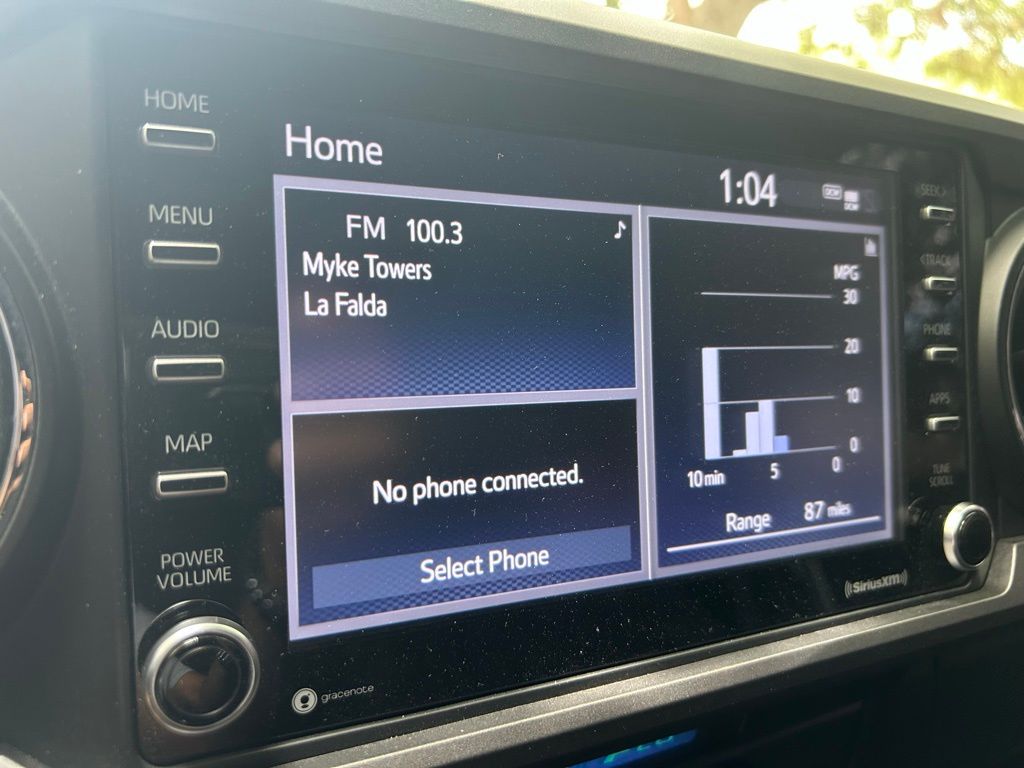 HOME
MENU
AUDIO
MAP
POWER
VOLUME
Home
1:04
DCM
DCM
FM 100.3
Myke Towers
La Falda
No phone connected.
Select Phone
MPG
30
20
10
0
10 min 5 0
Range 87 miles
SEEK >
< TRACK
PHONE
APPS
TUNE
SCROLL
gracenote
SiriusXM